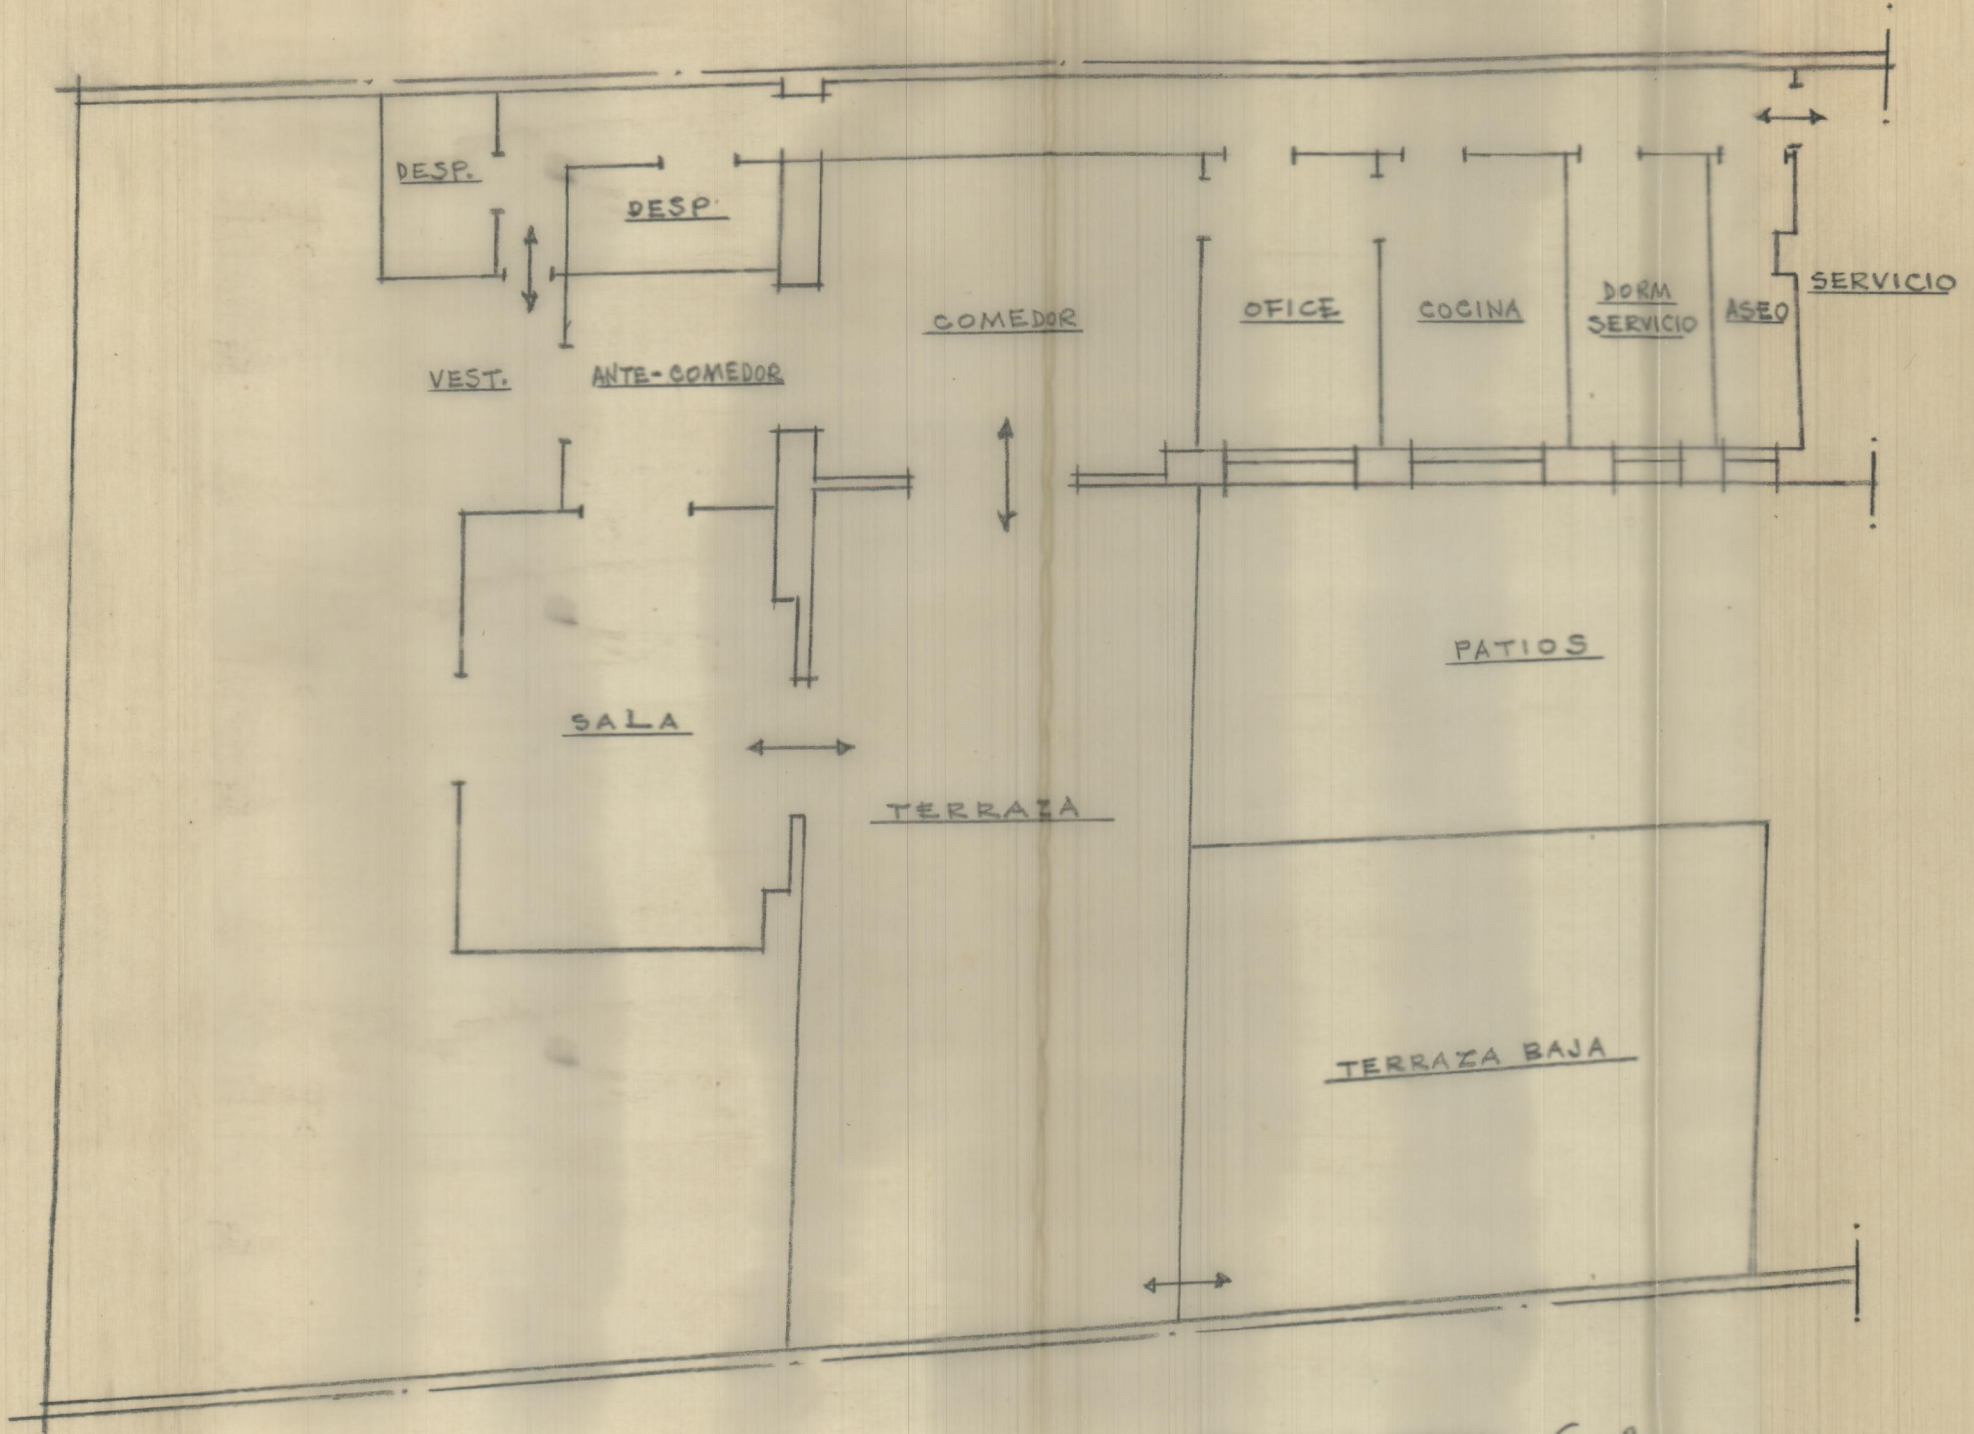 DESP.
DESP.
SERVICIO
DORM
SERVICIO
OFICE
COCINA
ASEO
COMEDOR
VEST.
ANTE-COMEDOR
PATIOS
SALA
TERRAZA
TERRAZA BAJA